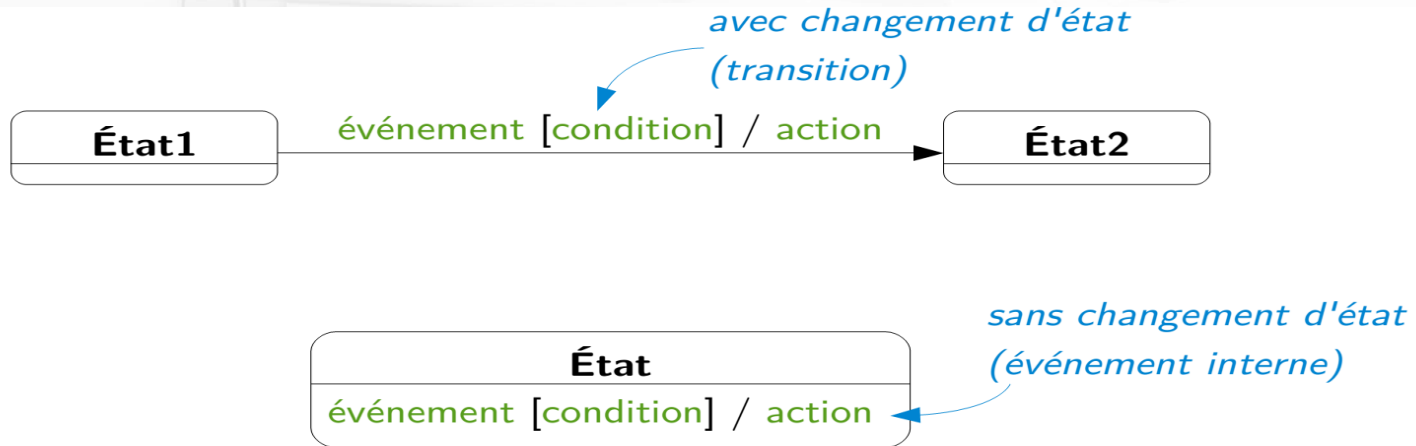 avec changement d'état
(transition)
État1
événement [condition] / action
État2
sans changement d'état
(événement interne)
État
événement [condition] / action